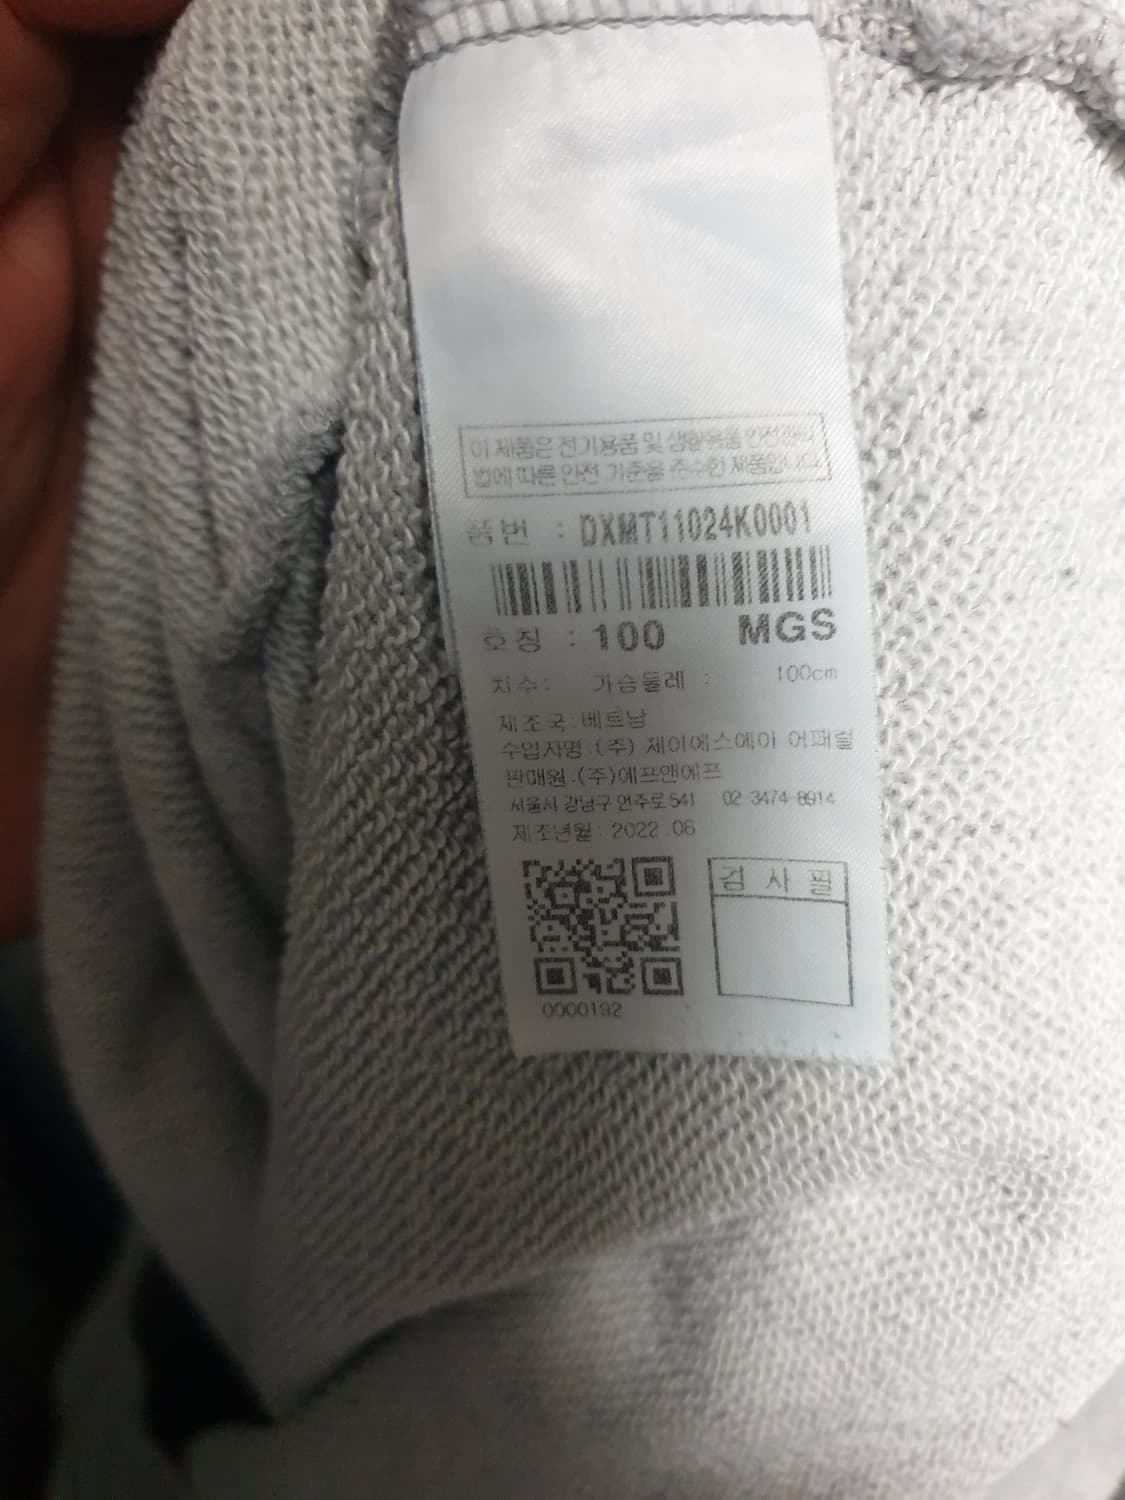 이 제품은 전기용품 및 생활용품 안전관리
법에 따른 안전 기준을 준수한 제품입니다.
품번 : DXMT11024K0001
호칭 : 100 MGS
치수: 가슴둘레 : 100cm
제조국:베트남
수입자명:(주) 제이에스에이 어패럴
판매원:(주)에프앤에프
서울시 강남구 언주로 541 02-3474-8914
제조년월: 2022.06
검 사 필
0000192